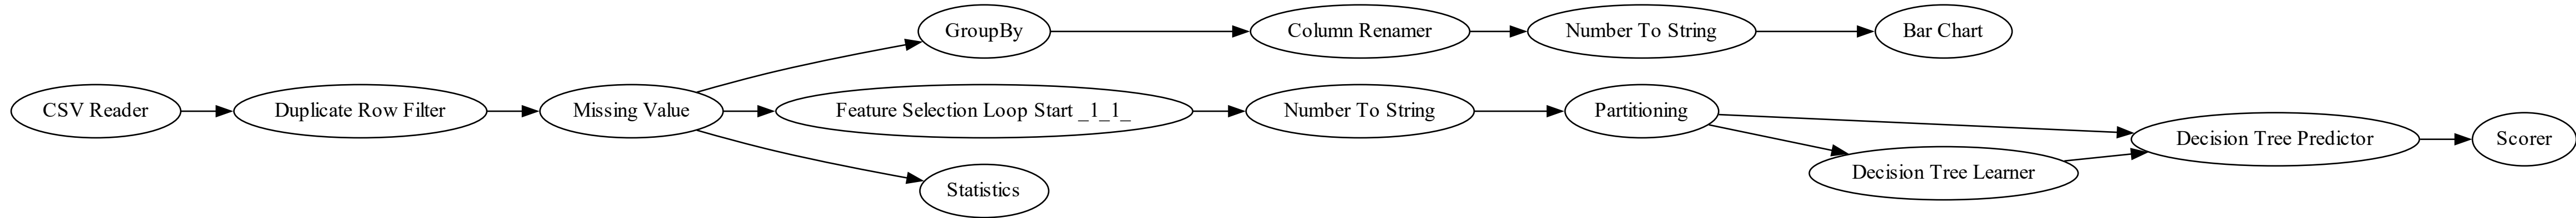 GroupBy
Column Renamer
Number To String
Bar Chart
CSV Reader
Duplicate Row Filter
Missing Value
Feature Selection Loop Start _1_1_
Number To String
Partitioning
Decision Tree Predictor
Scorer
Decision Tree Learner
Statistics